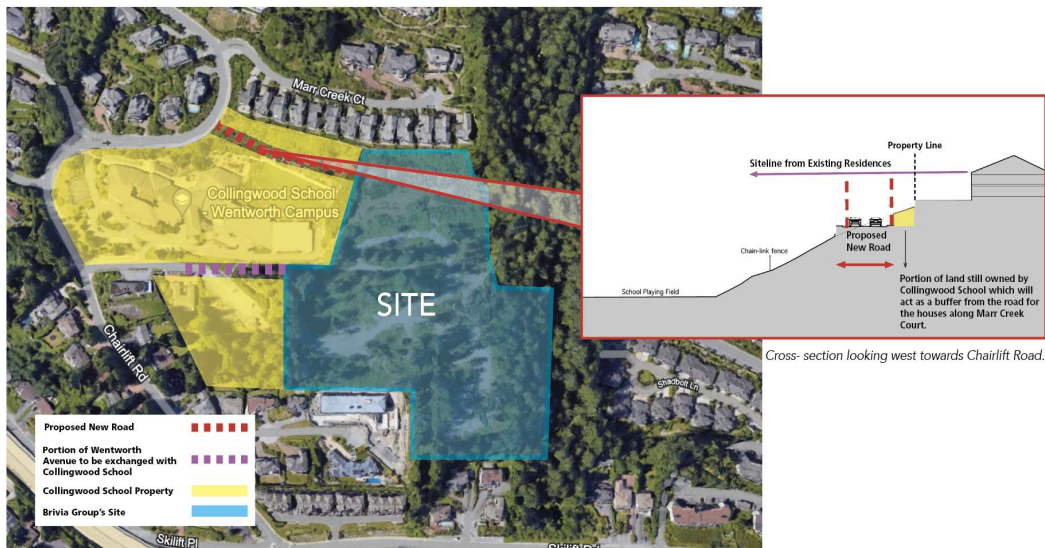 Marr Creek Ct
Collingwood School
- Wentworth Campus
SITE
Chairlift Rd
Shadbolt Ln
Skilift Pl
Skilift Rd
Proposed New Road
Portion of Wentworth
Avenue to be exchanged with
Collingwood School
Collingwood School Property
Brivia Group's Site
Property Line
Siteline from Existing Residences
Proposed
New Road
Chain-link fence
School Playing Field
Portion of land still owned by
Collingwood School which will
act as a buffer from the road for
the houses along Marr Creek
Court.
Cross- section looking west towards Chairlift Road.